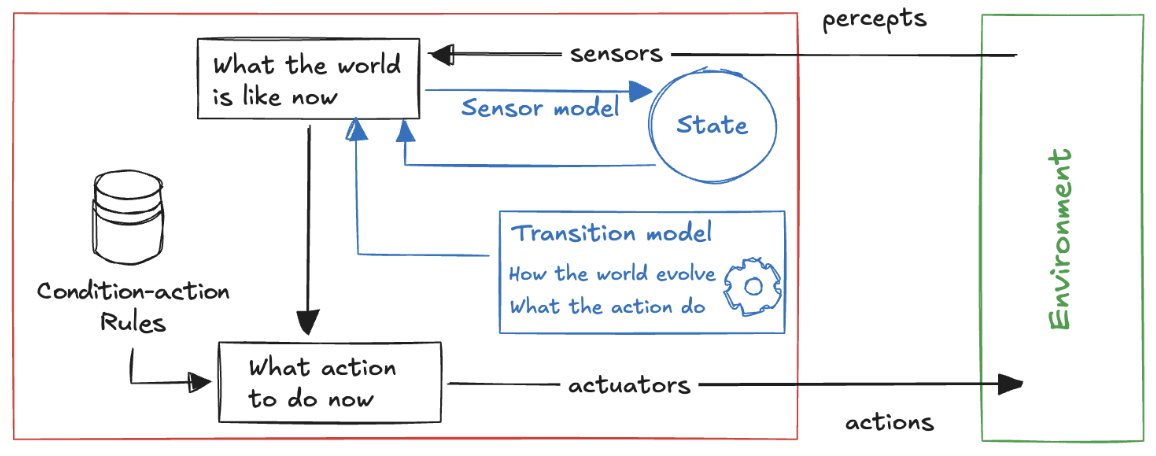 percepts
sensors
What the world
is like now
Sensor model
State
Transition model
How the world evolve
What the action do
Environment
Condition-action
Rules
What action
to do now
actuators
actions